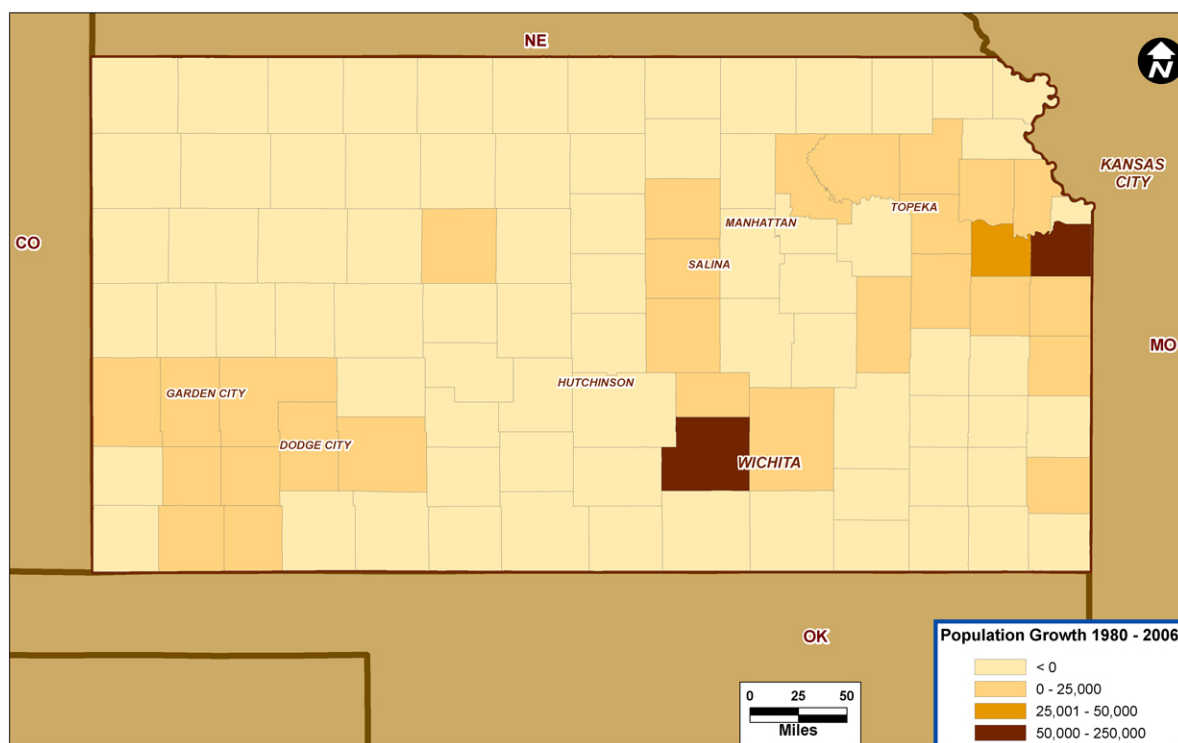 NE
N
KANSAS
CITY
TOPEKA
MANHATTAN
CO
SALINA
MO
HUTCHINSON
GARDEN CITY
DODGE CITY
WICHITA
OK
Population Growth 1980 - 2006
< 0
0 - 25,000
25,001 - 50,000
50,000 - 250,000
0 25 50
Miles